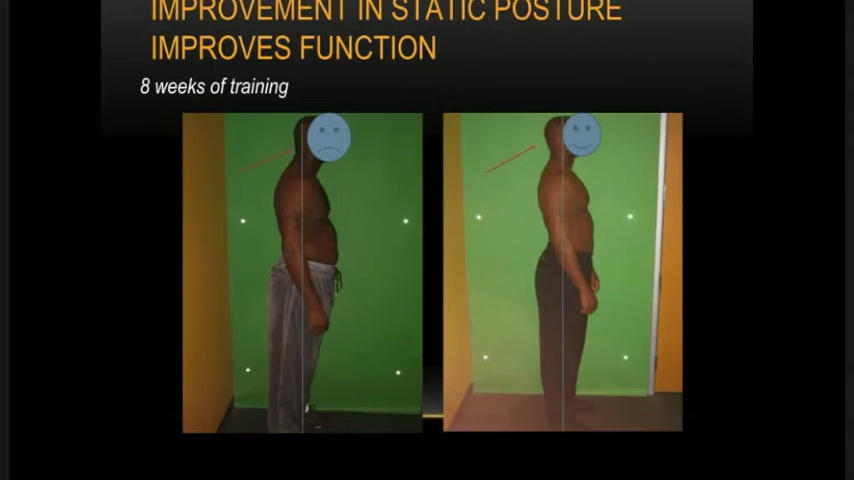 IMPROVEMENT IN STATIC POSTURE
IMPROVES FUNCTION
8 weeks of training